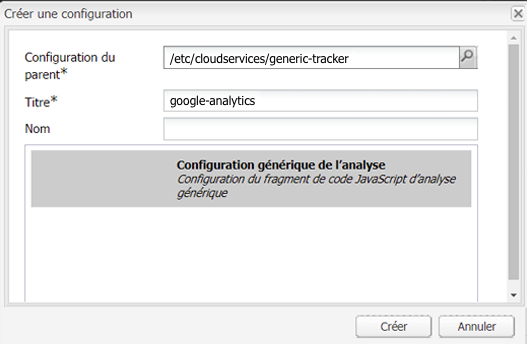 Créer une configuration
Configuration du
parent*
/etc/cloudservices/generic-tracker
Titre*
google-analytics
Nom
Configuration générique de l'analyse
Configuration du fragment de code JavaScript d'analyse
générique
Créer
Annuler